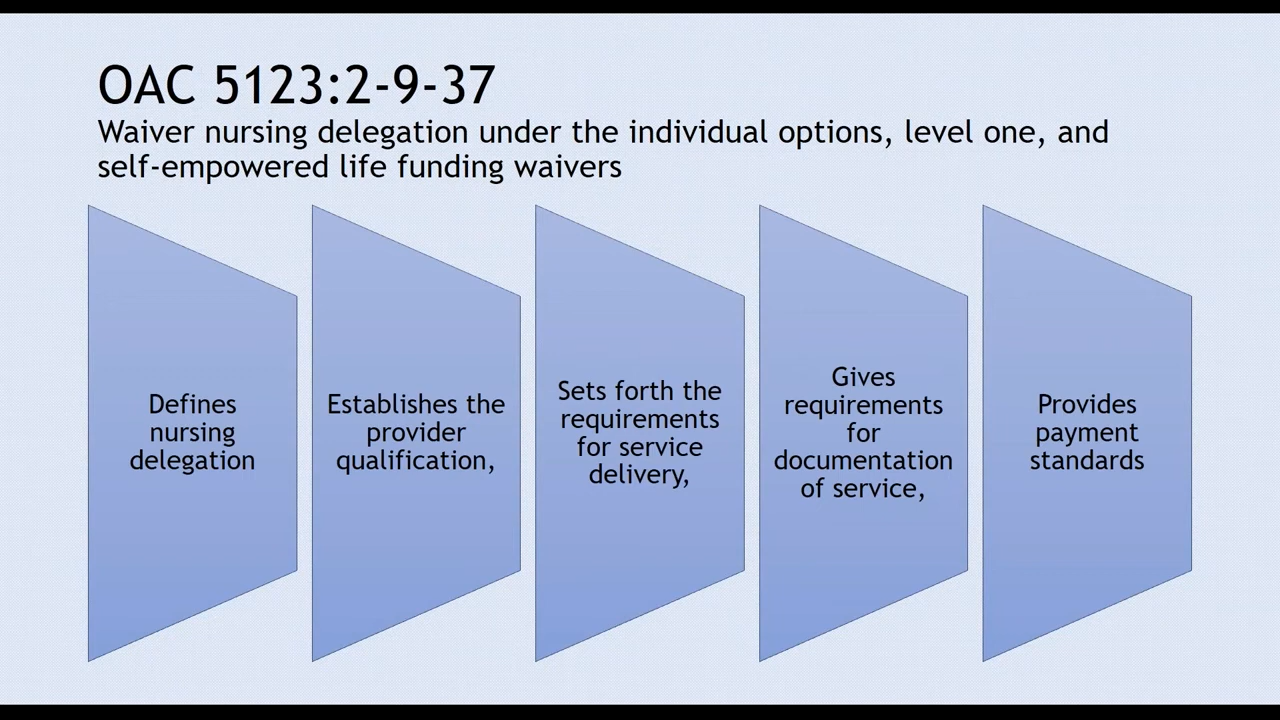 OAC 5123:2-9-37
Waiver nursing delegation under the individual options, level one, and
self-empowered life funding waivers
Defines
nursing
delegation
Establishes the
provider
qualification,
Sets forth the
requirements
for service
delivery,
Gives
requirements
for
documentation
of service,
Provides
payment
standards